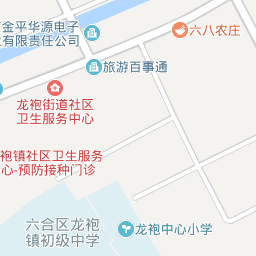 金平华源电子
业有限责任公司
六八农庄
旅游百事通
龙袍街道社区
卫生服务中心
袍镇社区卫生服务
心-预防接种门诊
六合区龙袍
镇初级中学
龙袍中心小学